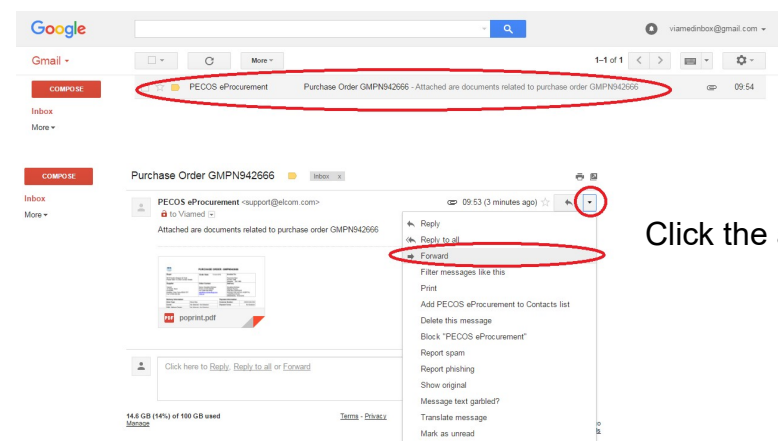 Google
viamedinbox@gmail.com
Gmail
More
1–1 of 1
COMPOSE
PECOS eProcurement Purchase Order GMPN942666 - Attached are documents related to purchase order GMPN942666 09:54
Inbox
More
COMPOSE
Purchase Order GMPN942666 Inbox x
Inbox
More
PECOS eProcurement <support@elcom.com> 09:53 (3 minutes ago)
to Viamed
Attached are documents related to purchase order GMPN942666
Reply
Reply to all
Forward
Filter messages like this
Print
Add PECOS eProcurement to Contacts list
Delete this message
Block "PECOS eProcurement"
Report spam
Report phishing
Show original
Message text garbled?
Translate message
Mark as unread
Click the
PDF poprint.pdf
Click here to Reply, Reply to all or Forward
14.6 GB (14%) of 100 GB used
Manage
Terms - Privacy